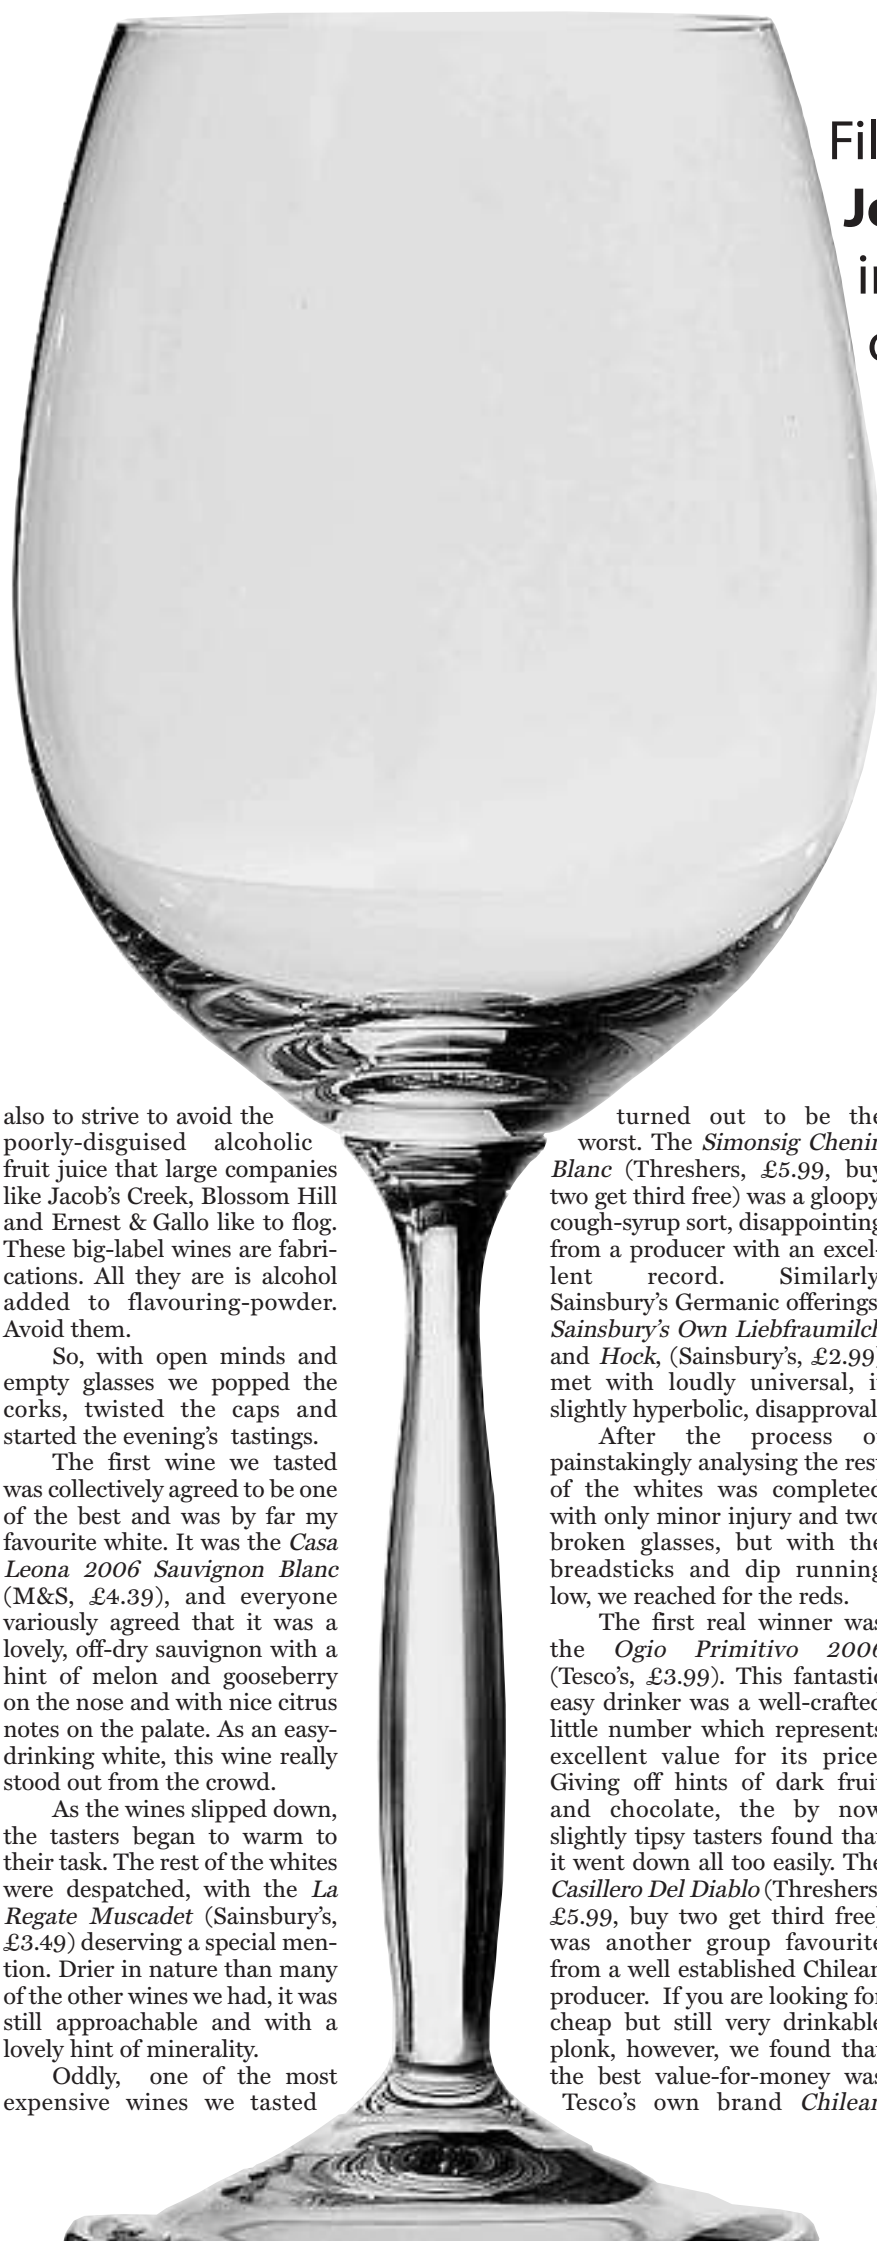 also to strive to avoid the
poorly-disguised alcoholic
fruit juice that large companies
like Jacob's Creek, Blossom Hill
and Ernest & Gallo like to flog.
These big-label wines are fabri-
cations. All they are is alcohol
added to flavouring-powder.
Avoid them.
So, with open minds and
empty glasses we popped the
corks, twisted the caps and
started the evening's tastings.
The first wine we tasted
was collectively agreed to be one
of the best and was by far my
favourite white. It was the Casa
Leona 2006 Sauvignon Blanc
(M&S, £4.39), and everyone
variously agreed that it was a
lovely, off-dry sauvignon with a
hint of melon and gooseberry
on the nose and with nice citrus
notes on the palate. As an easy-
drinking white, this wine really
stood out from the crowd.
As the wines slipped down,
the tasters began to warm to
their task. The rest of the whites
were despatched, with the La
Regate Muscadet (Sainsbury's,
£3.49) deserving a special men-
tion. Drier in nature than many
of the other wines we had, it was
still approachable and with a
lovely hint of minerality.
Oddly, one of the most
expensive wines we tasted
turned out to be the
worst. The Simonsig Chenin
Blanc (Threshers, £5.99, buy
two get third free) was a gloopy
cough-syrup sort, disappointing
from a producer with an excel-
lent record. Similarly
Sainsbury's Germanic offerings
Sainsbury's Own Liebfraumilch
and Hock, (Sainsbury's, £2.99)
met with loudly universal, if
slightly hyperbolic, disapproval
After the process of
painstakingly analysing the rest
of the whites was completed
with only minor injury and two
broken glasses, but with the
breadsticks and dip running
low, we reached for the reds.
The first real winner was
the Ogio Primitivo 2006
(Tesco's, £3.99). This fantastic
easy drinker was a well-crafted
little number which represents
excellent value for its price
Giving off hints of dark fruit
and chocolate, the by now
slightly tipsy tasters found that
it went down all too easily. The
Casillero Del Diablo (Threshers
£5.99, buy two get third free)
was another group favourite
from a well established Chilean
producer. If you are looking for
cheap but still very drinkable
plonk, however, we found that
the best value-for-money was
Tesco's own brand Chilean